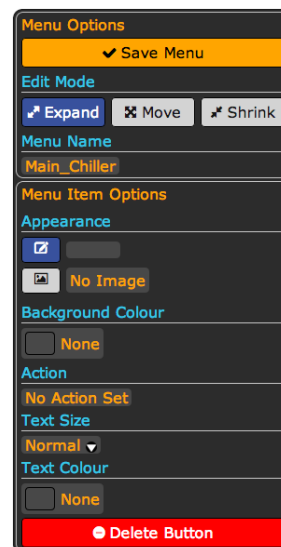 Menu Options
Save Menu
Edit Mode
Expand Move Shrink
Menu Name
Main_Chiller
Menu Item Options
Appearance
No Image
Background Colour
None
Action
No Action Set
Text Size
Normal
Text Colour
None
Delete Button